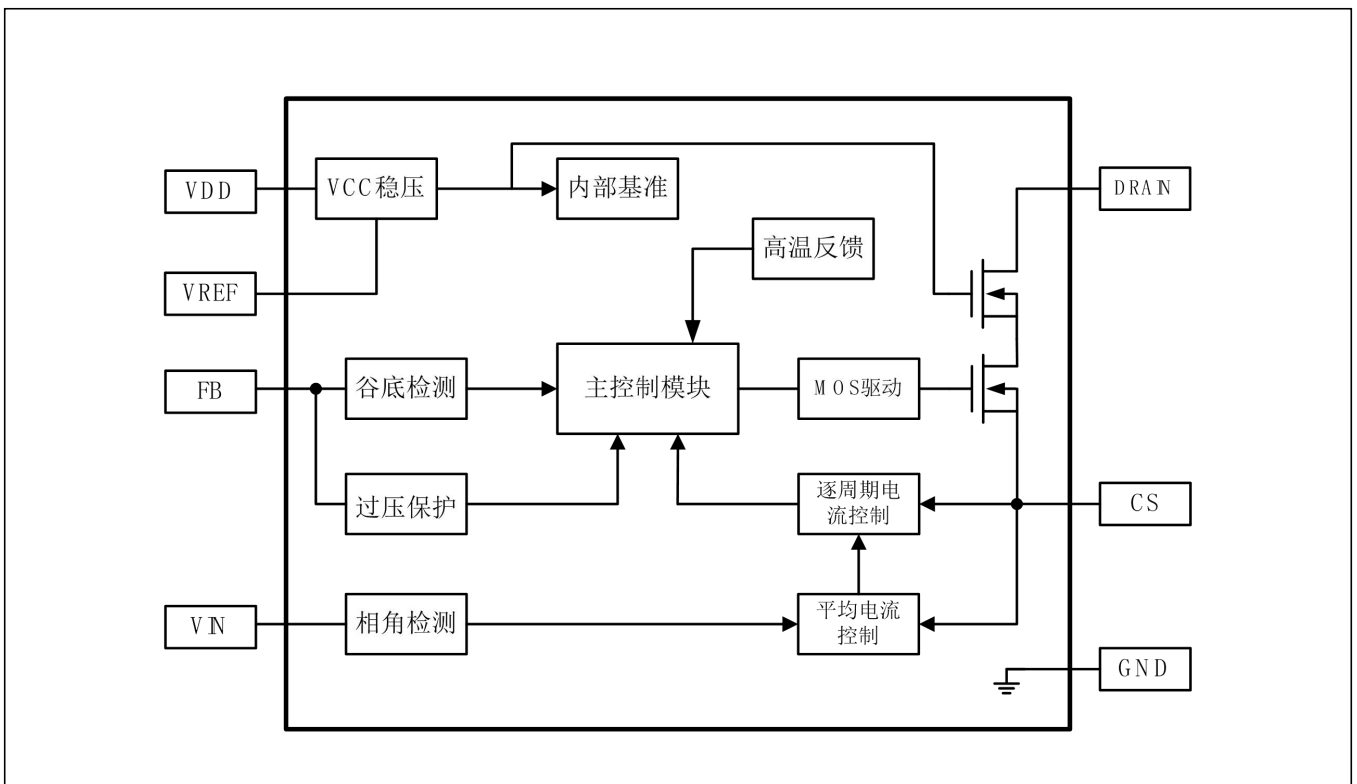 VDD
VCC稳压
内部基准
DRAIN
高温反馈
VREF
FB
谷底检测
主控制模块
MOS驱动
过压保护
逐周期电
流控制
CS
VIN
相角检测
平均电流
控制
GND